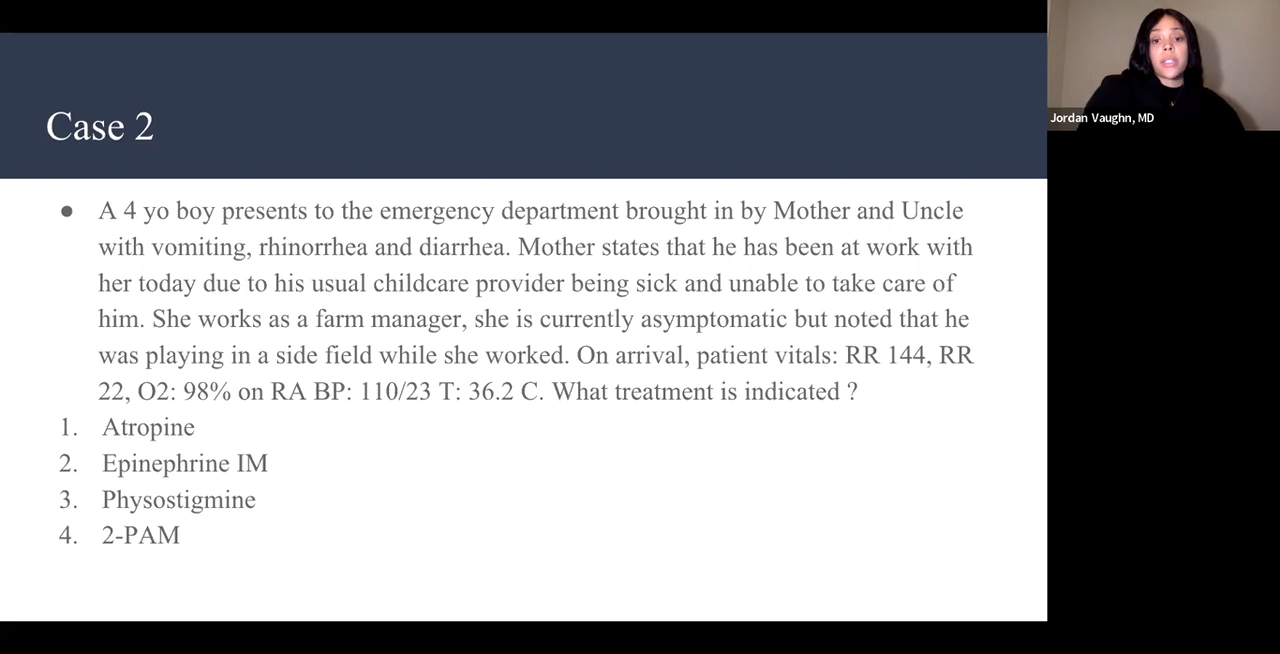 Case 2
Jordan Vaughn, MD
● A 4 yo boy presents to the emergency department brought in by Mother and Uncle
with vomiting, rhinorrhea and diarrhea. Mother states that he has been at work with
her today due to his usual childcare provider being sick and unable to take care of
him. She works as a farm manager, she is currently asymptomatic but noted that he
was playing in a side field while she worked. On arrival, patient vitals: RR 144, RR
22, O2: 98% on RA BP: 110/23 T: 36.2 C. What treatment is indicated ?
1. Atropine
2. Epinephrine IM
3. Physostigmine
4. 2-PAM